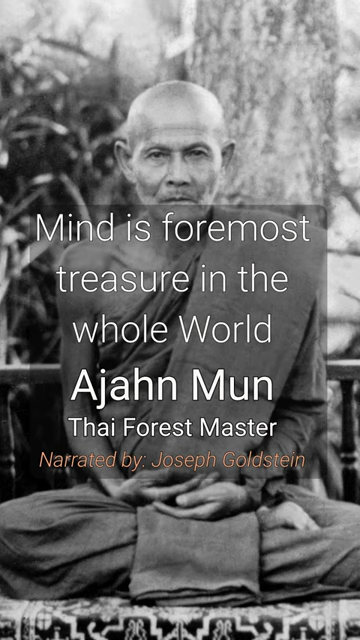 Mind is foremost
treasure in the
whole World
Ajahn Mun
Thai Forest Master
Narrated by: Joseph Goldstein